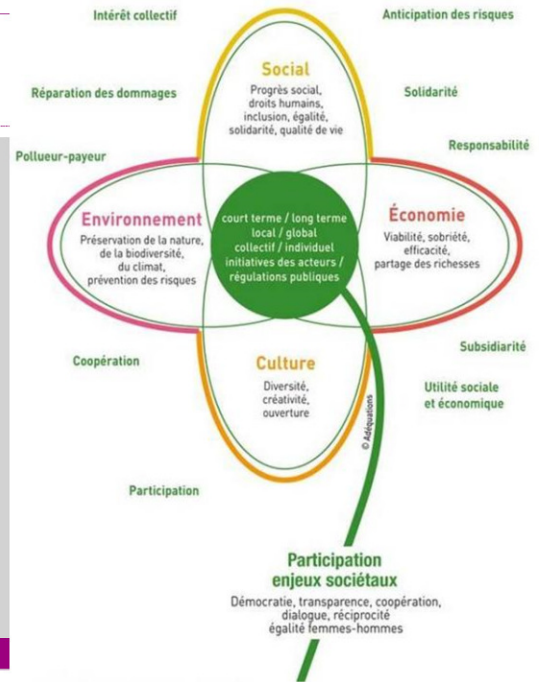 Intérêt collectif
Anticipation des risques
Social
Progrès social,
droits humains,
inclusion, égalité,
solidarité, qualité de vie
Réparation des dommages
Solidarité
Pollueur-payeur
Responsabilité
Environnement
Préservation de la nature,
de la biodiversité,
du climat,
prévention des risques
court terme / long terme
local / global
collectif / individuel
initiatives des acteurs /
régulations publiques
Économie
Viabilité, sobriété,
efficacité,
partage des richesses
Coopération
Culture
Diversité,
créativité,
ouverture
Subsidiarité
Utilité sociale
et économique
© Adéquations
Participation
Participation
enjeux sociétaux
Démocratie, transparence, coopération,
dialogue, réciprocité
égalité femmes-hommes